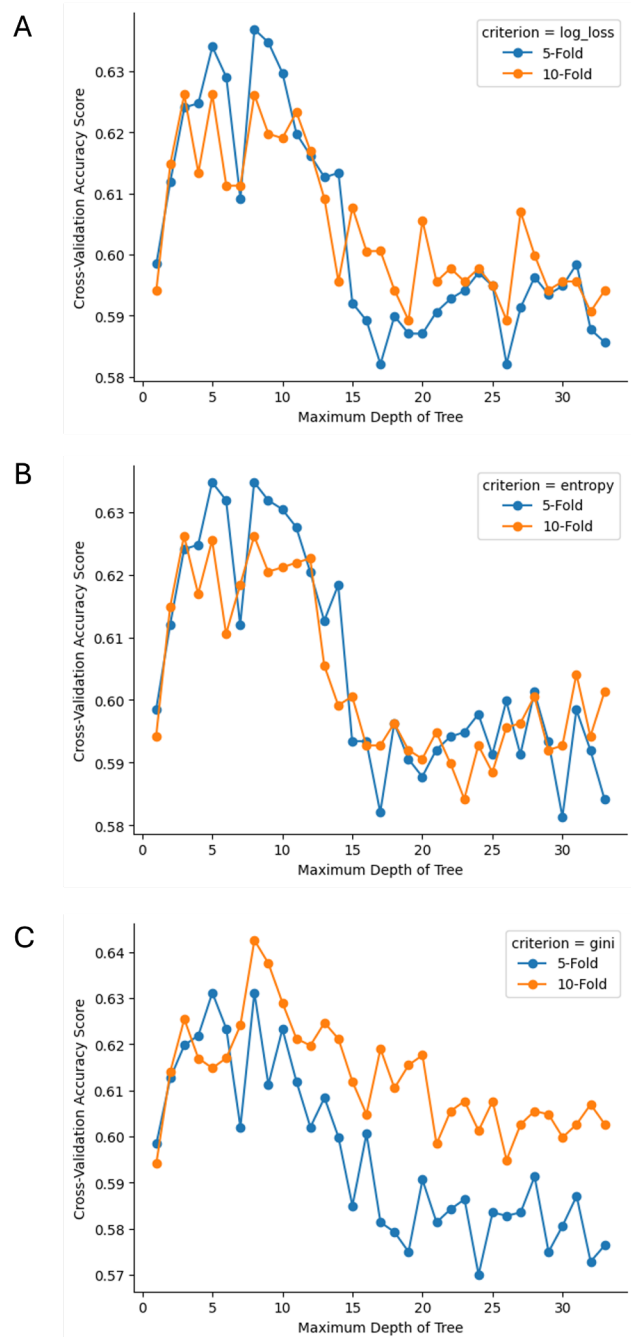 A
criterion = log_loss
5-Fold
10-Fold
Cross-Validation Accuracy Score
0.63
0.62
0.61
0.60
0.59
0.58
0 5 10 15 20 25 30
Maximum Depth of Tree
B
criterion = entropy
5-Fold
10-Fold
Cross-Validation Accuracy Score
0.63
0.62
0.61
0.60
0.59
0.58
0 5 10 15 20 25 30
Maximum Depth of Tree
C
criterion = gini
5-Fold
10-Fold
Cross-Validation Accuracy Score
0.64
0.63
0.62
0.61
0.60
0.59
0.58
0.57
0 5 10 15 20 25 30
Maximum Depth of Tree